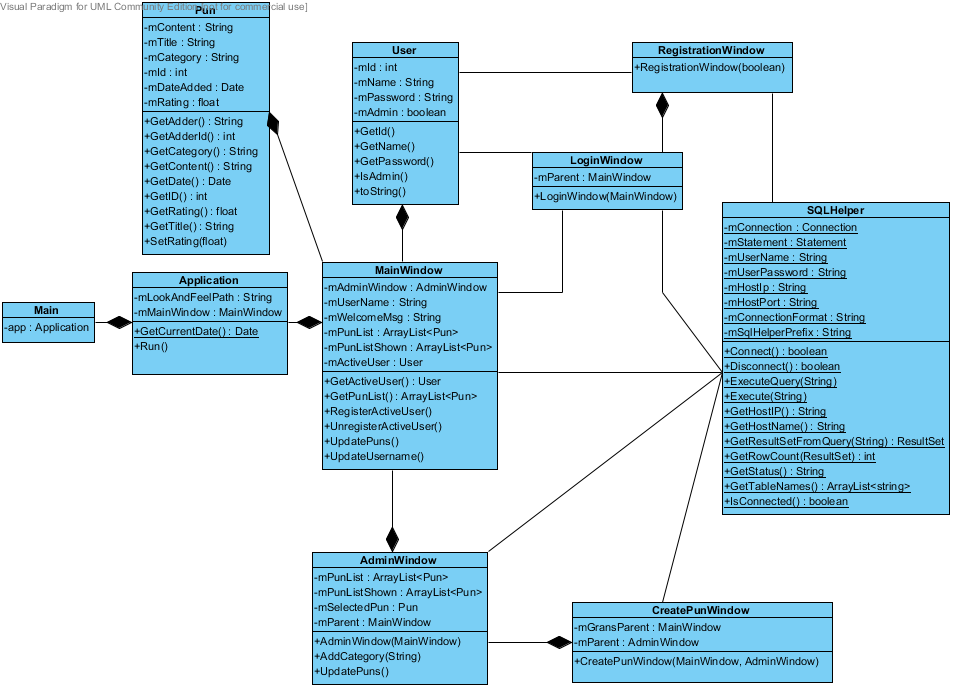 Visual Paradigm for UML Community Edition [not for commercial use]
Pun
-mContent : String
-mTitle : String
-mCategory : String
-mId : int
-mDateAdded : Date
-mRating : float
+GetAdder() : String
+GetAdderId() : int
+GetCategory() : String
+GetContent() : String
+GetDate() : Date
+GetID() : int
+GetRating() : float
+GetTitle() : String
+SetRating(float)
User
-mId : int
-mName : String
-mPassword : String
-mAdmin : boolean
+GetId()
+GetName()
+GetPassword()
+IsAdmin()
+toString()
RegistrationWindow
+RegistrationWindow(boolean)
LoginWindow
-mParent : MainWindow
+LoginWindow(MainWindow)
SQLHelper
-mConnection : Connection
-mStatement : Statement
-mUserName : String
-mUserPassword : String
-mHostIp : String
-mHostPort : String
-mConnectionFormat : String
-mSqlHelperPrefix : String
+Connect() : boolean
+Disconnect() : boolean
+ExecuteQuery(String)
+Execute(String)
+GetHostIP() : String
+GetHostName() : String
+GetResultSetFromQuery(String) : ResultSet
+GetRowCount(ResultSet) : int
+GetStatus() : String
+GetTableNames() : ArrayList<string>
+IsConnected() : boolean
Main
-app : Application
Application
-mLookAndFeelPath : String
-mMainWindow : MainWindow
+GetCurrentDate() : Date
+Run()
MainWindow
-mAdminWindow : AdminWindow
-mUserName : String
-mWelcomeMsg : String
-mPunList : ArrayList<Pun>
-mPunListShown : ArrayList<Pun>
-mActiveUser : User
+GetActiveUser() : User
+GetPunList() : ArrayList<Pun>
+RegisterActiveUser()
+UnregisterActiveUser()
+UpdatePuns()
+UpdateUsername()
AdminWindow
-mPunList : ArrayList<Pun>
-mPunListShown : ArrayList<Pun>
-mSelectedPun : Pun
-mParent : MainWindow
+AdminWindow(MainWindow)
+AddCategory(String)
+UpdatePuns()
CreatePunWindow
-mGransParent : MainWindow
-mParent : AdminWindow
+CreatePunWindow(MainWindow, AdminWindow)